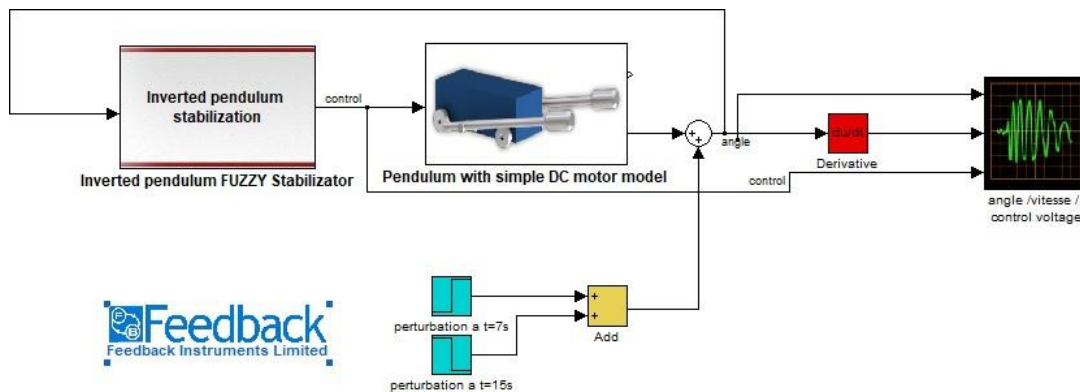 Inverted pendulum
stabilization
control
Inverted pendulum FUZZY Stabilizator
Pendulum with simple DC motor model
+
+
angle
du/dt
Derivative
control
angle /vitesse /
control voltage
perturbation a t=7s
perturbation a t=15s
+
+
Add
F
B
Feedback
Feedback Instruments Limited